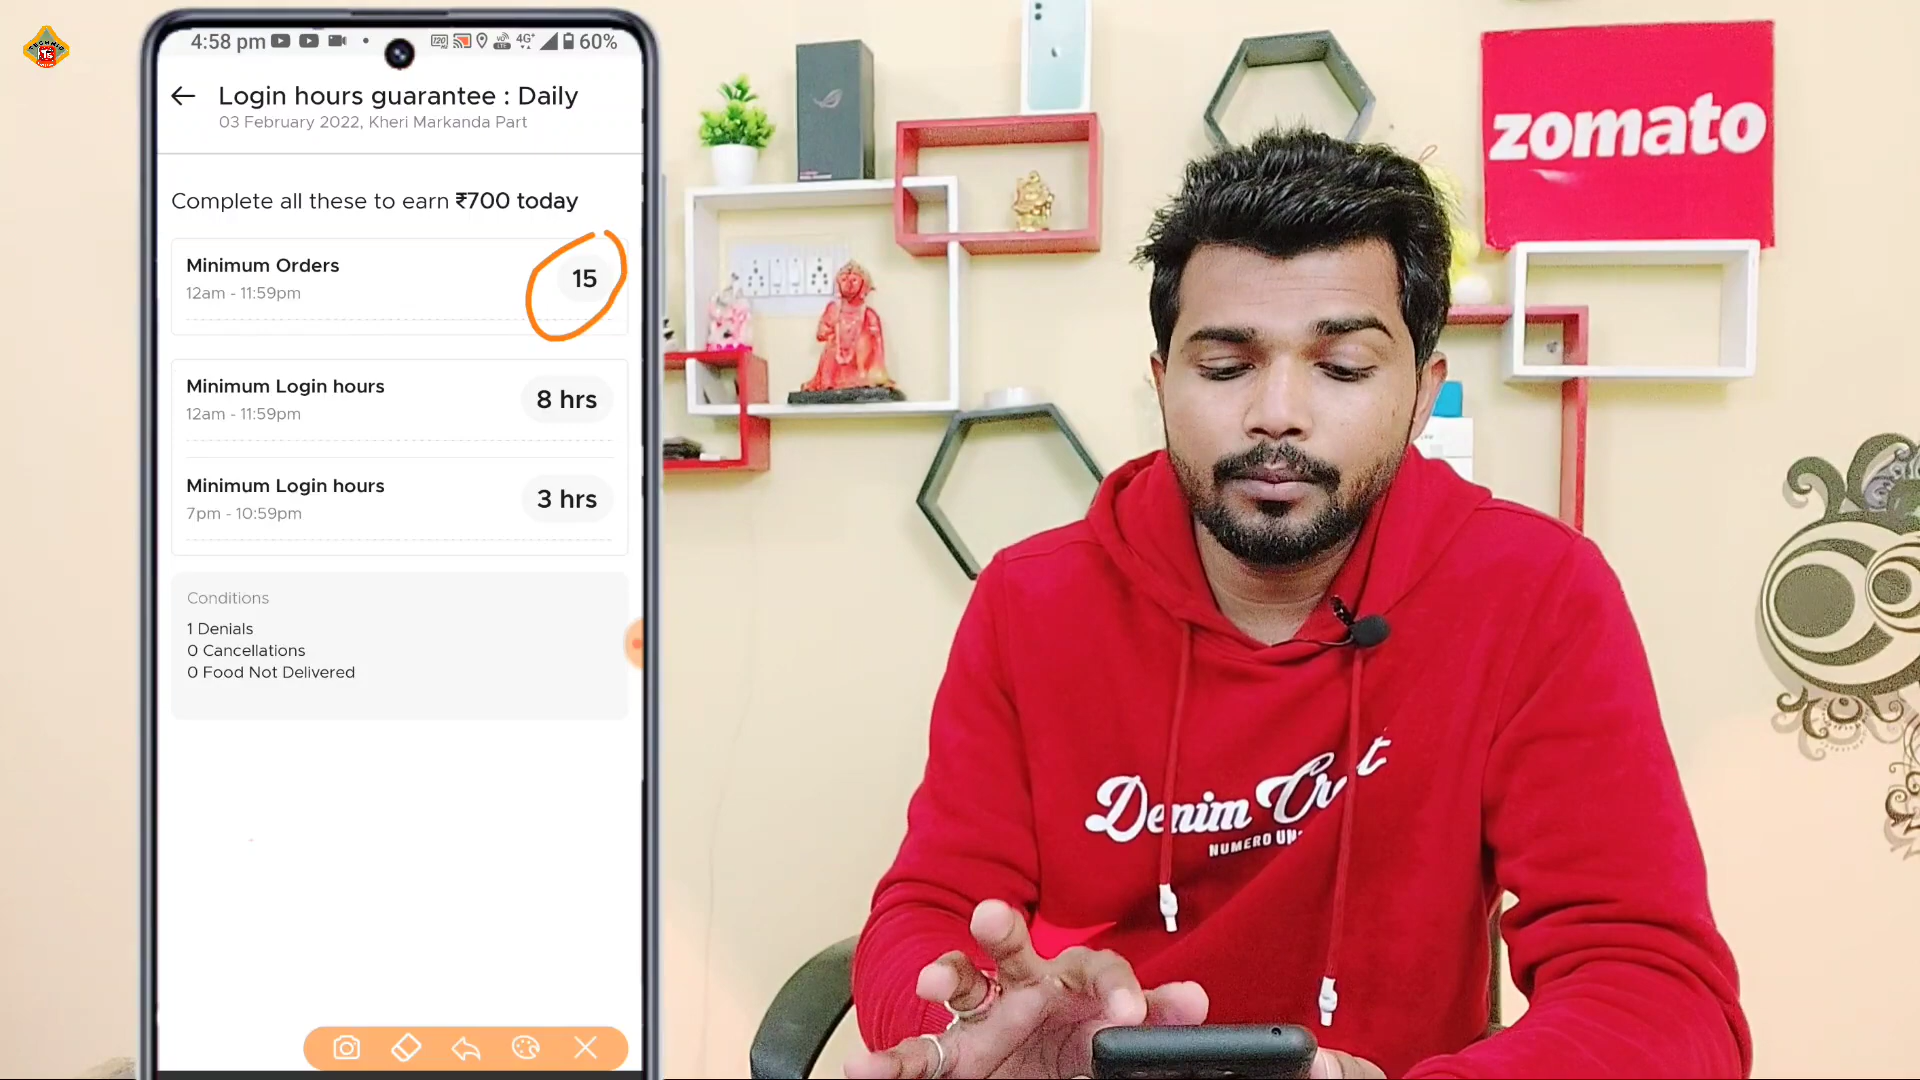 4:58 pm
60%
Login hours guarantee : Daily
03 February 2022, Kheri Markanda Part
Complete all these to earn ₹700 today
Minimum Orders
15
12am - 11:59pm
Minimum Login hours
8 hrs
12am - 11:59pm
Minimum Login hours
3 hrs
7pm - 10:59pm
Conditions
1 Denials
0 Cancellations
0 Food Not Delivered
zomato
Denim
NUMERO